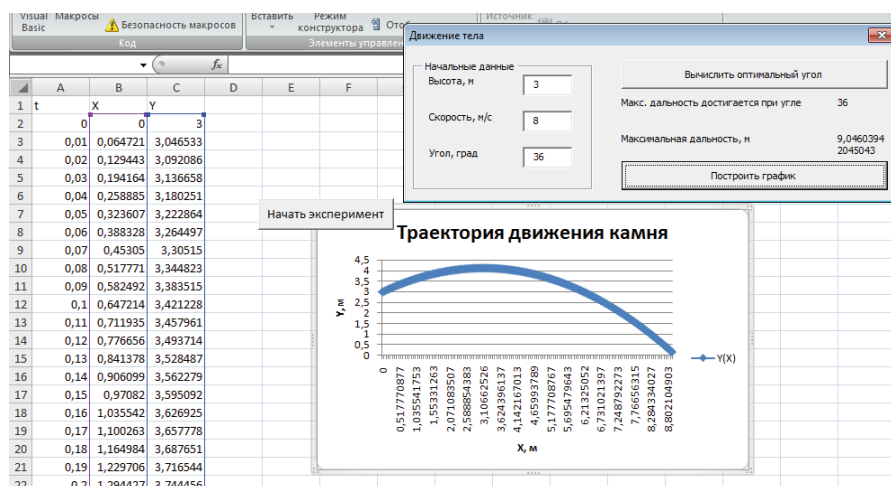 Visual Макросы
Basic
Безопасность макросов
Код
Вставить
Режим
конструктора
Элементы управлен
Источник
Движение тела
Начальные данные
Высота, м
3
Скорость, м/с
8
Угол, град
36
Вычислить оптимальный угол
Макс. дальность достигается при угле 36
Максимальная дальность, м
9,0460394
2045043
Построить график
fx
A B C D E F
1 t X Y
2 0 0 3
3 0,01 0,064721 3,046533
4 0,02 0,129443 3,092086
5 0,03 0,194164 3,136658
6 0,04 0,258885 3,180251
7 0,05 0,323607 3,222864
8 0,06 0,388328 3,264497
9 0,07 0,45305 3,30515
10 0,08 0,517771 3,344823
11 0,09 0,582492 3,383515
12 0,1 0,647214 3,421228
13 0,11 0,711935 3,457961
14 0,12 0,776656 3,493714
15 0,13 0,841378 3,528487
16 0,14 0,906099 3,562279
17 0,15 0,97082 3,595092
18 0,16 1,035542 3,626925
19 0,17 1,100263 3,657778
20 0,18 1,164984 3,687651
21 0,19 1,229706 3,716544
22 0,2 1,294427 3,744456
Начать эксперимент
Траектория движения камня
Y, м
4,5
4
3,5
3
2,5
2
1,5
1
0,5
0
0
0,517770877
1,035541753
1,55331263
2,071083507
2,588854383
3,10662526
3,624396137
4,142167013
4,65993789
5,177708767
5,695479643
6,21325052
6,731021397
7,248792273
7,76656315
8,284334027
8,802104903
X, м
Y(X)